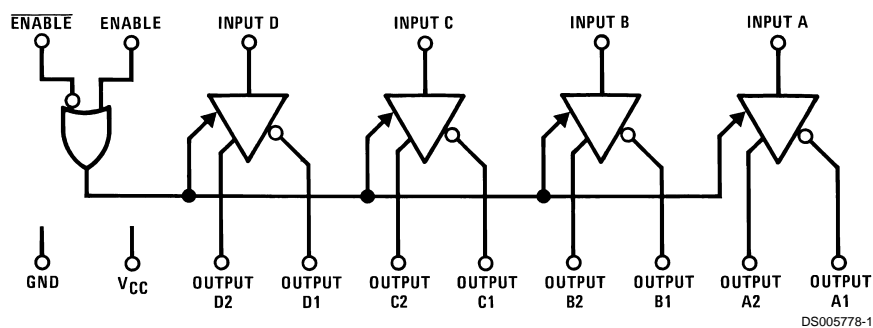 ENABLE ENABLE INPUT D INPUT C INPUT B INPUT A
GND VCC OUTPUT D2 OUTPUT D1 OUTPUT C2 OUTPUT C1 OUTPUT B2 OUTPUT B1 OUTPUT A2 OUTPUT A1
DS005778-1